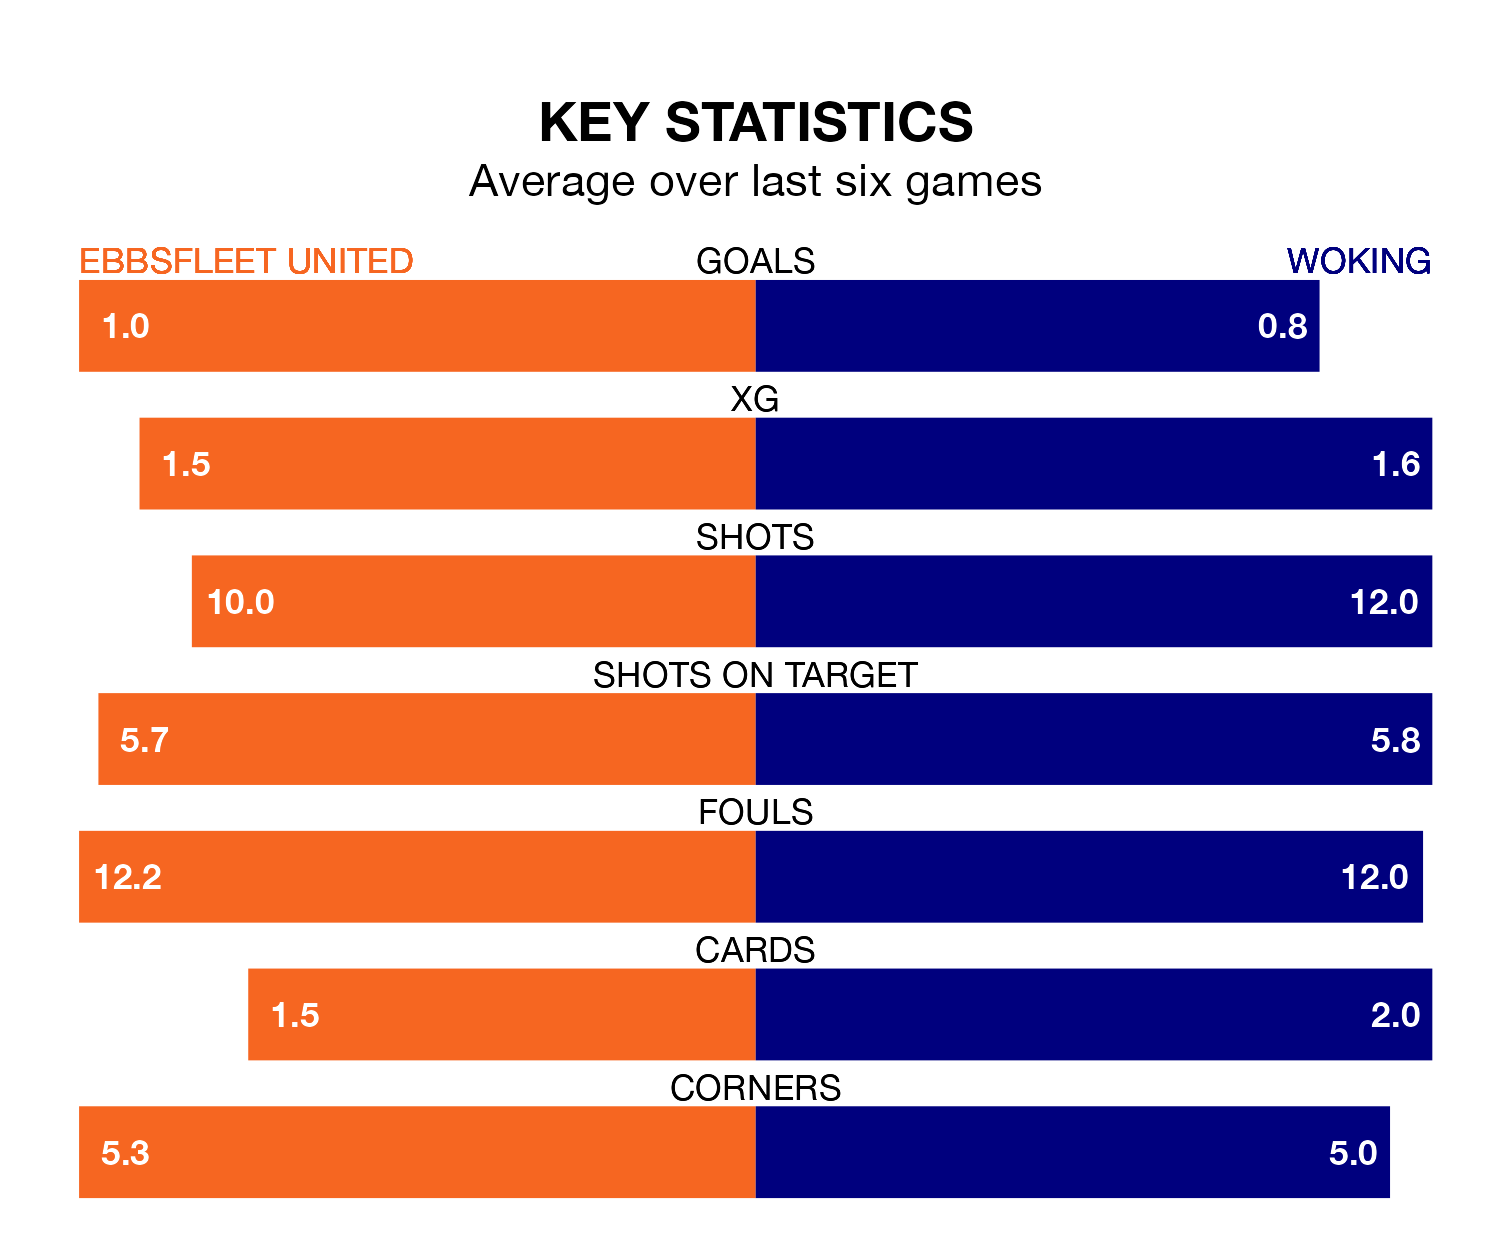 KEY STATISTICS
Average over last six games
EBBSFLEET UNITED GOALS WOKING
1.0 0.8
XG
1.5 1.6
SHOTS
10.0 12.0
SHOTS ON TARGET
5.7 5.8
FOULS
12.2 12.0
CARDS
1.5 2.0
CORNERS
5.3 5.0